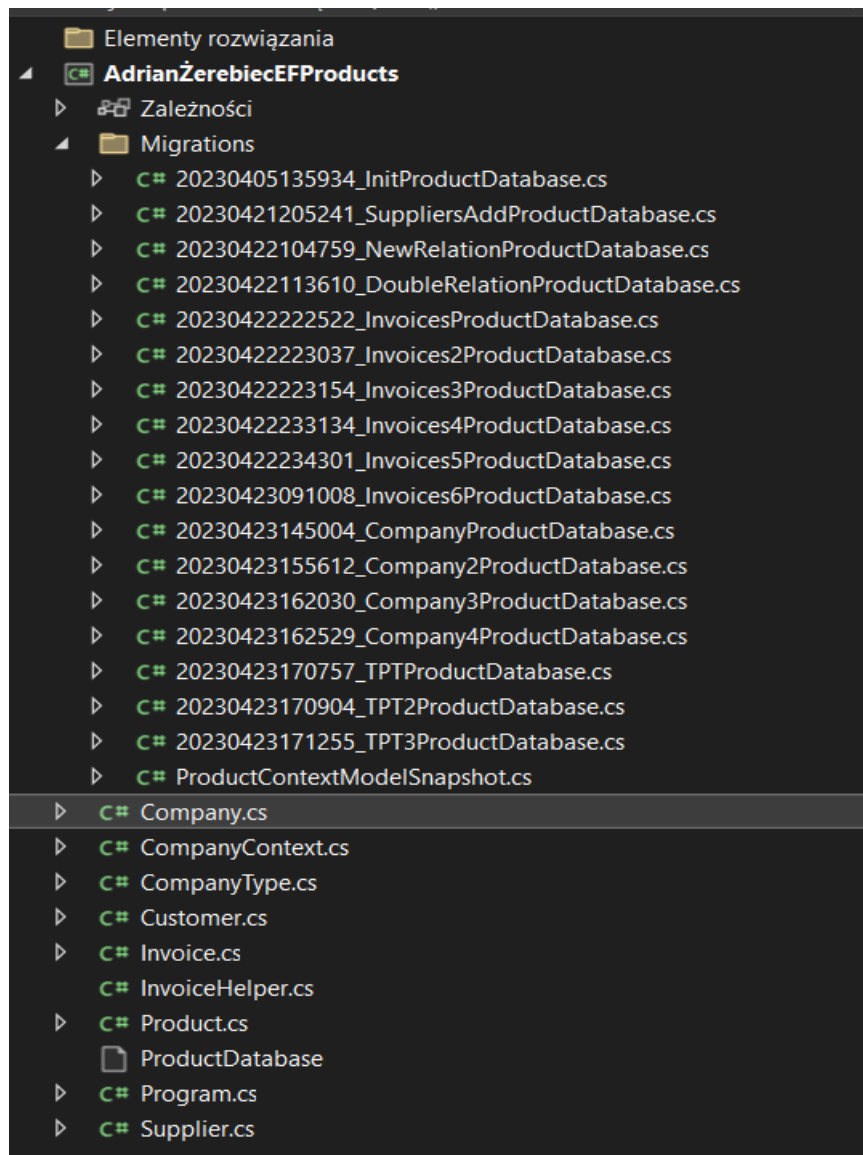 Elementy rozwiązania
C# AdrianŻerebiecEFProducts
Zależności
Migrations
C# 20230405135934_InitProductDatabase.cs
C# 20230421205241_SuppliersAddProductDatabase.cs
C# 20230422104759_NewRelationProductDatabase.cs
C# 20230422113610_DoubleRelationProductDatabase.cs
C# 20230422222522_InvoicesProductDatabase.cs
C# 20230422223037_Invoices2ProductDatabase.cs
C# 20230422223154_Invoices3ProductDatabase.cs
C# 20230422233134_Invoices4ProductDatabase.cs
C# 20230422234301_Invoices5ProductDatabase.cs
C# 20230423091008_Invoices6ProductDatabase.cs
C# 20230423145004_CompanyProductDatabase.cs
C# 20230423155612_Company2ProductDatabase.cs
C# 20230423162030_Company3ProductDatabase.cs
C# 20230423162529_Company4ProductDatabase.cs
C# 20230423170757_TPTProductDatabase.cs
C# 20230423170904_TPT2ProductDatabase.cs
C# 20230423171255_TPT3ProductDatabase.cs
C# ProductContextModelSnapshot.cs
C# Company.cs
C# CompanyContext.cs
C# CompanyType.cs
C# Customer.cs
C# Invoice.cs
C# InvoiceHelper.cs
C# Product.cs
ProductDatabase
C# Program.cs
C# Supplier.cs